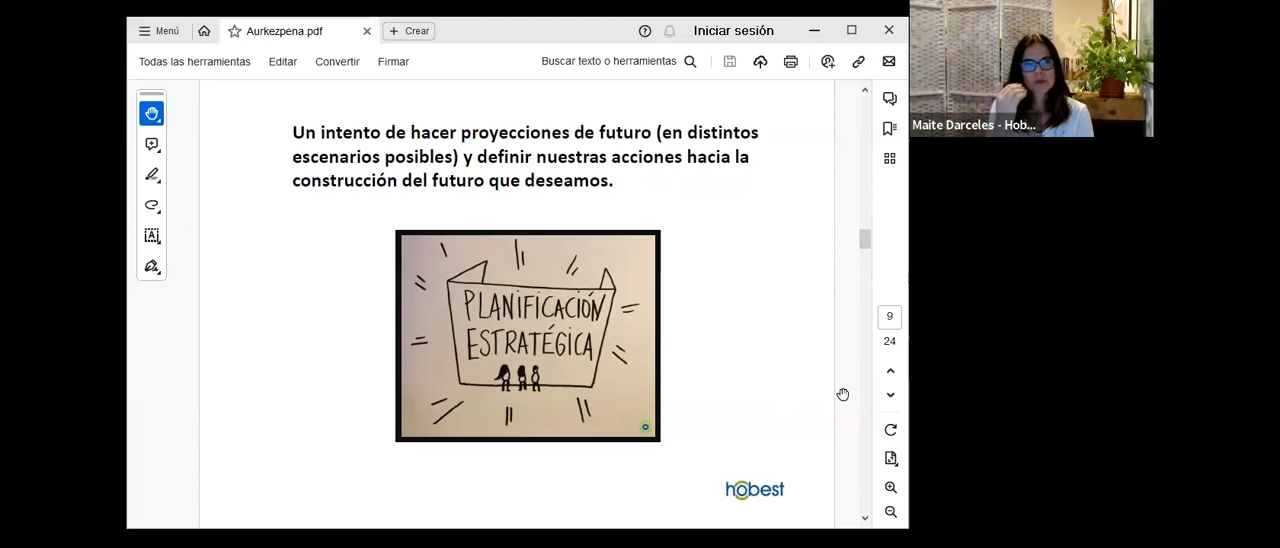 Menú
Aurkezpena.pdf
Crear
Iniciar sesión
Todas las herramientas
Editar
Convertir
Firmar
Buscar texto o herramientas
Un intento de hacer proyecciones de futuro (en distintos
escenarios posibles) y definir nuestras acciones hacia la
construcción del futuro que deseamos.
PLANIFICACIÓN
ESTRATÉGICA
hobest
9
24
Maite Darceles - Hob...